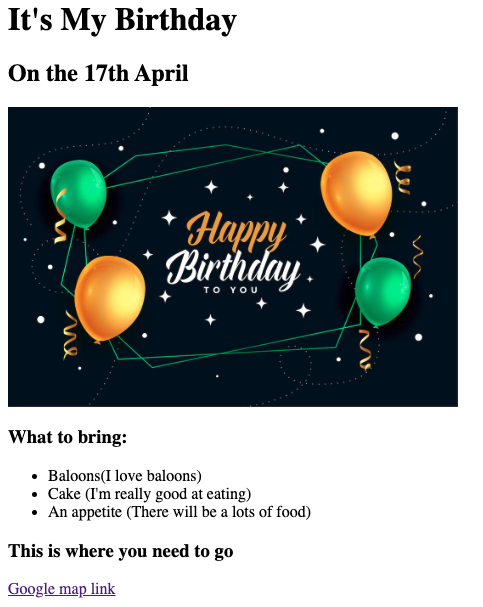 It's My Birthday
On the 17th April
Happy
Birthday
TO YOU
What to bring:
Baloons(I love baloons)
Cake (I'm really good at eating)
An appetite (There will be a lots of food)
This is where you need to go
Google map link